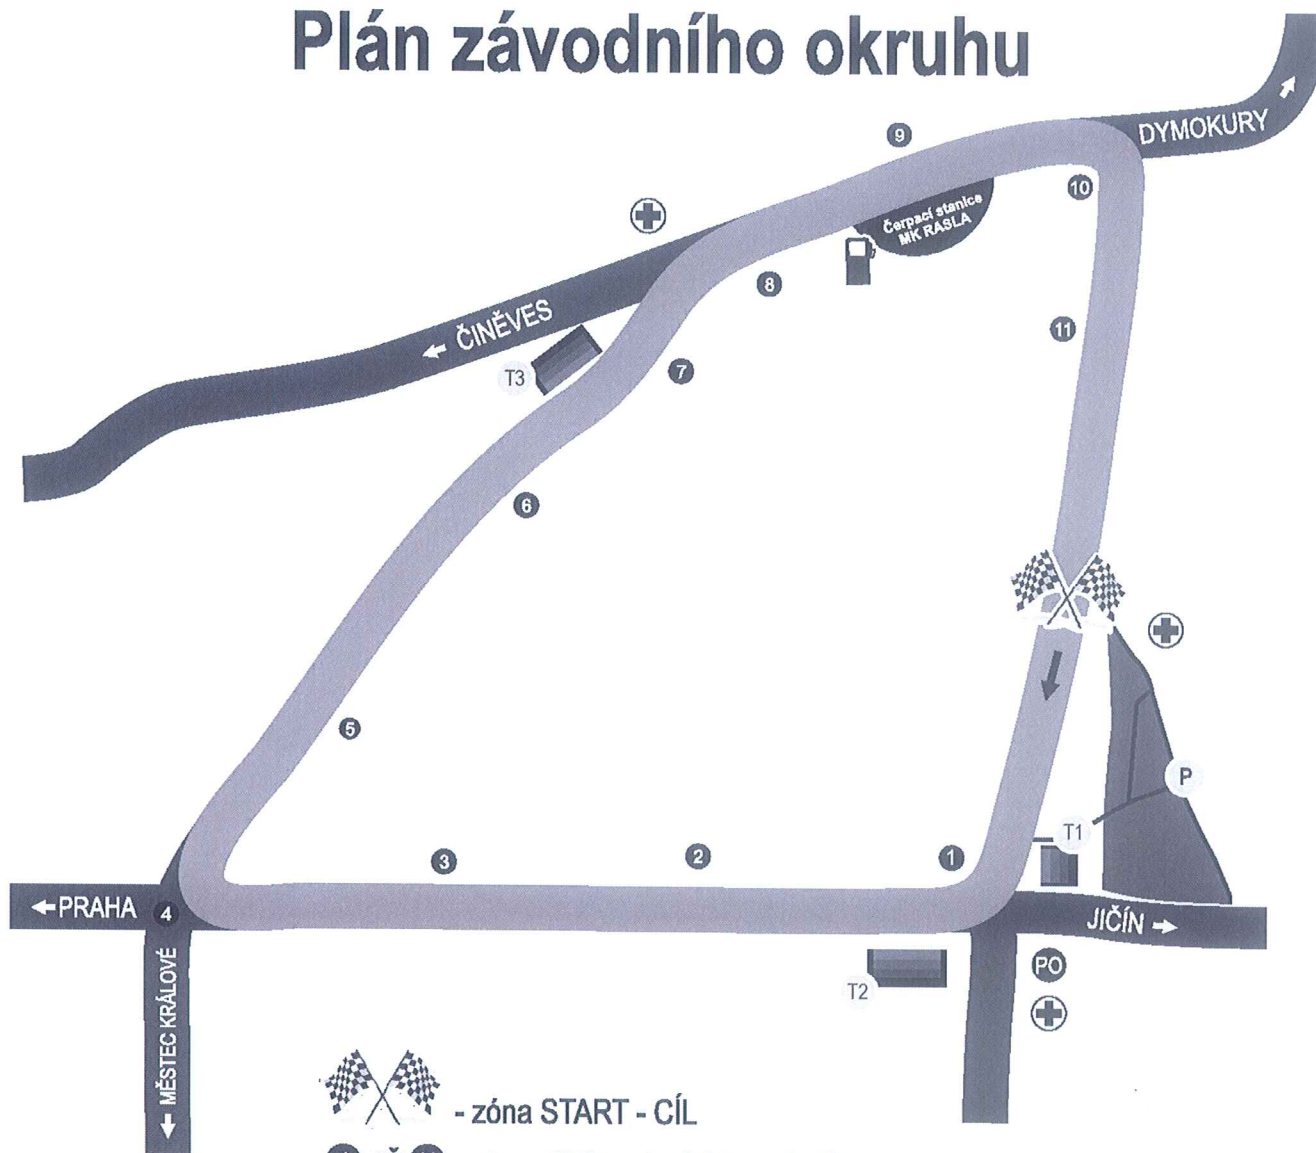 Plán závodního okruhu
DYMOKURY
9
10
Čerpací stanice
MK RASLA
8
11
ČINĚVES
7
T3
6
5
P
T1
1
2
3
PRAHA
4
JIČÍN
MĚSTEC KRÁLOVÉ
T2
PO
- zóna START - CÍL